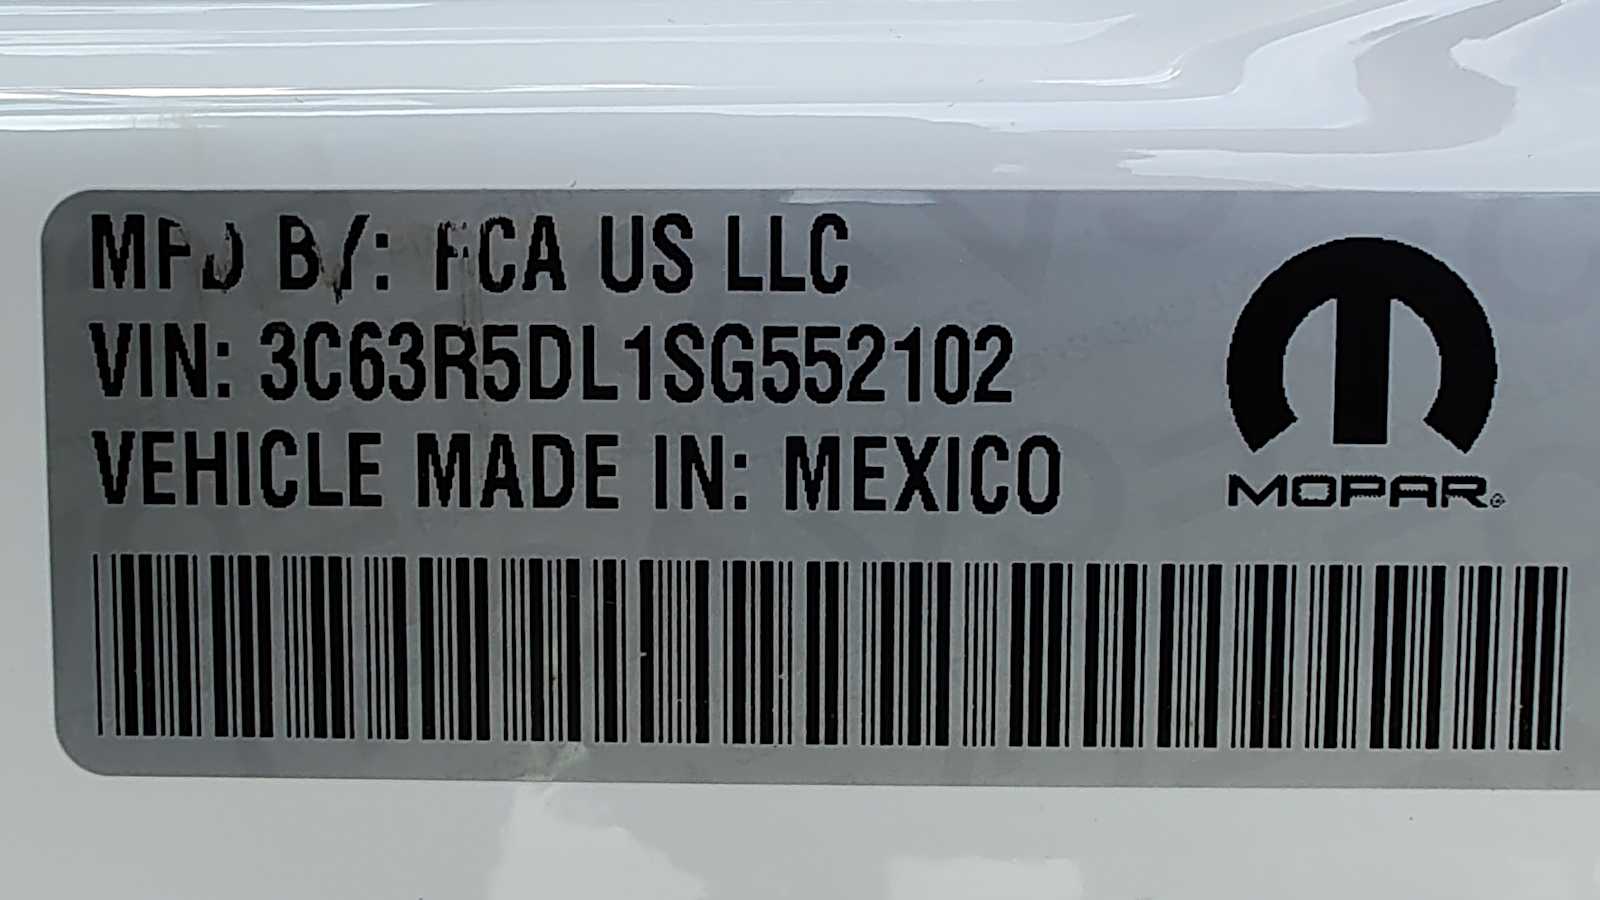 MFD BY: FCA US LLC
VIN: 3C63R5DL1SG552102
VEHICLE MADE IN: MEXICO
MOPAR